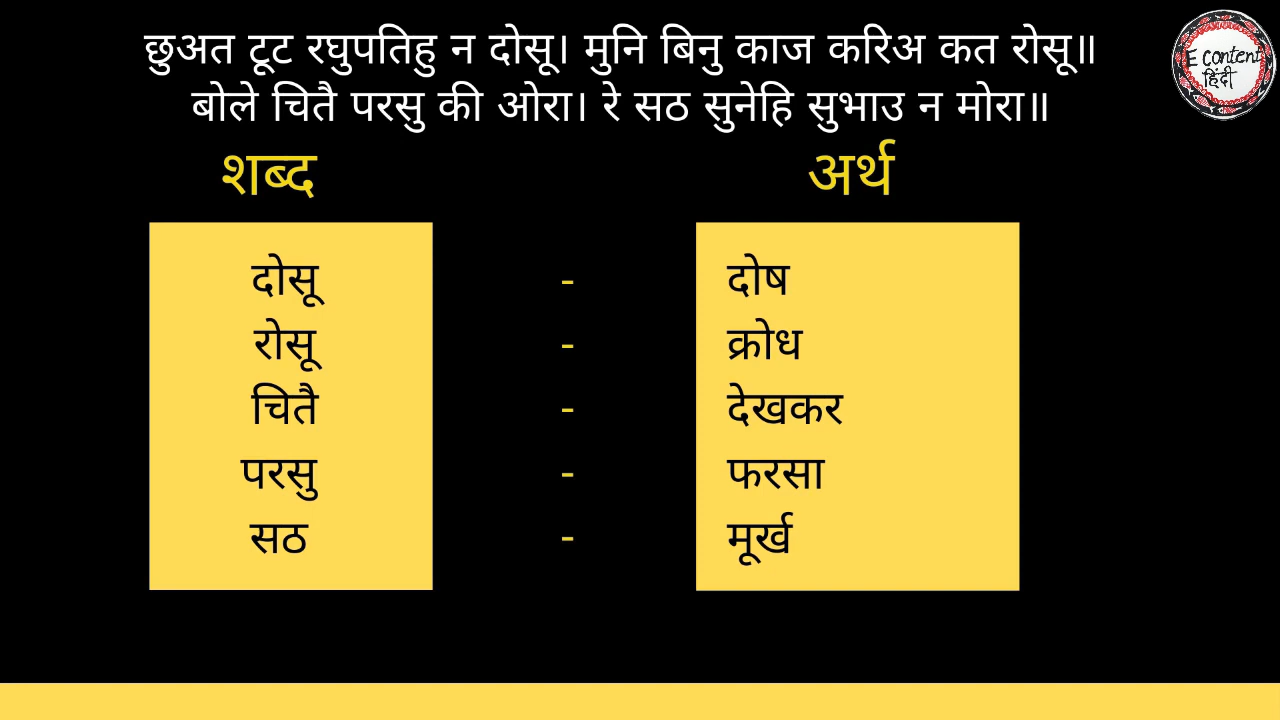 छुअत टूट रघुपतिहु न दोसू। मुनि बिनु काज करिअ कत रोसू॥
बोले चितै परसु की ओरा। रे सठ सुनेहि सुभाउ न मोरा॥
E content
हिंदी
शब्द अर्थ
दोसू - दोष
रोसू - क्रोध
चितै - देखकर
परसु - फरसा
सठ - मूर्ख